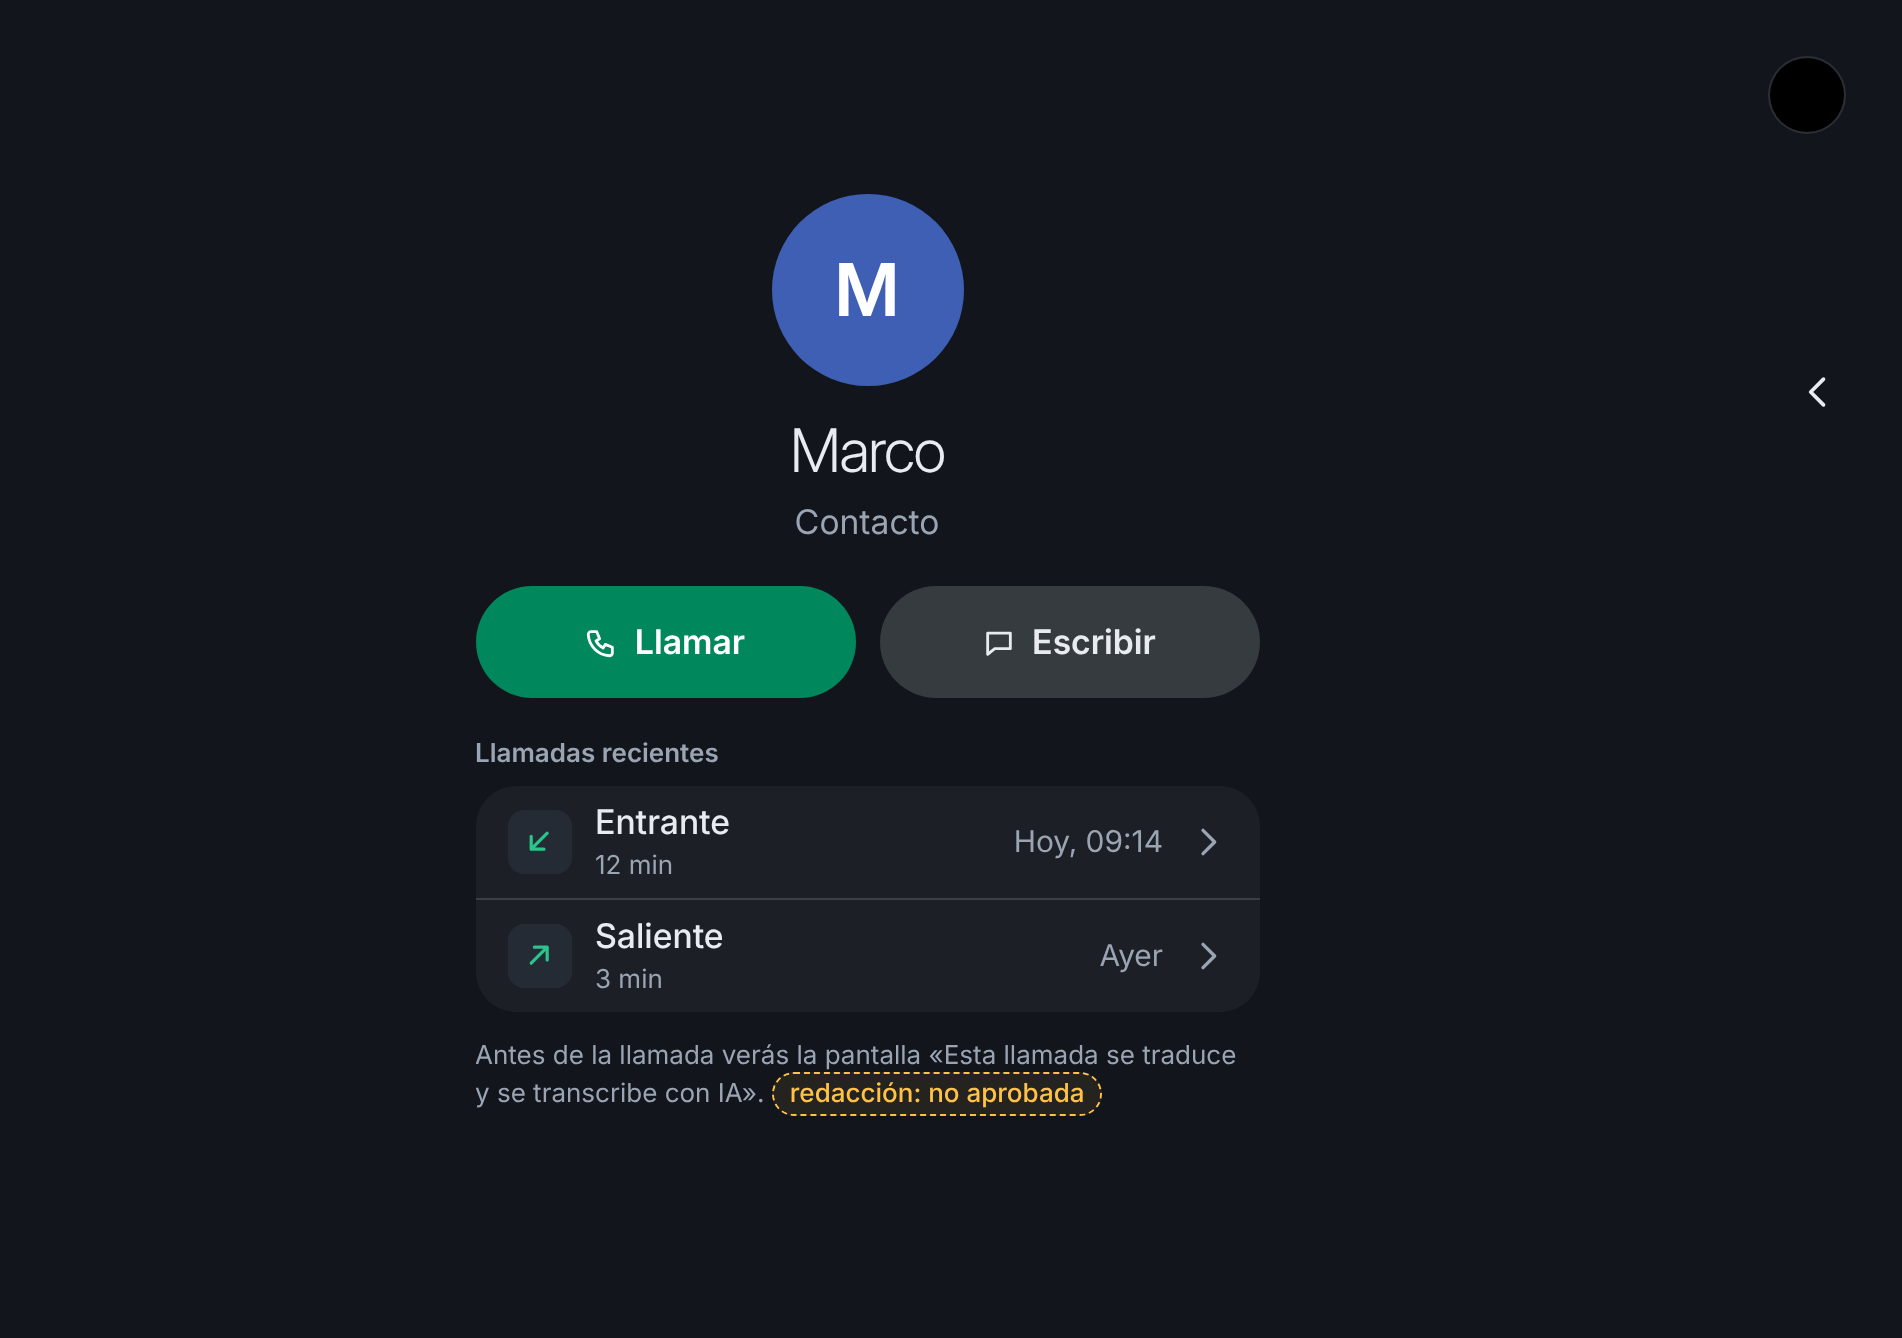 M
Marco
Contacto
Llamar
Escribir
Llamadas recientes
Entrante
12 min
Hoy, 09:14
Saliente
3 min
Ayer
Antes de la llamada verás la pantalla «Esta llamada se traduce
y se transcribe con IA». redacción: no aprobada